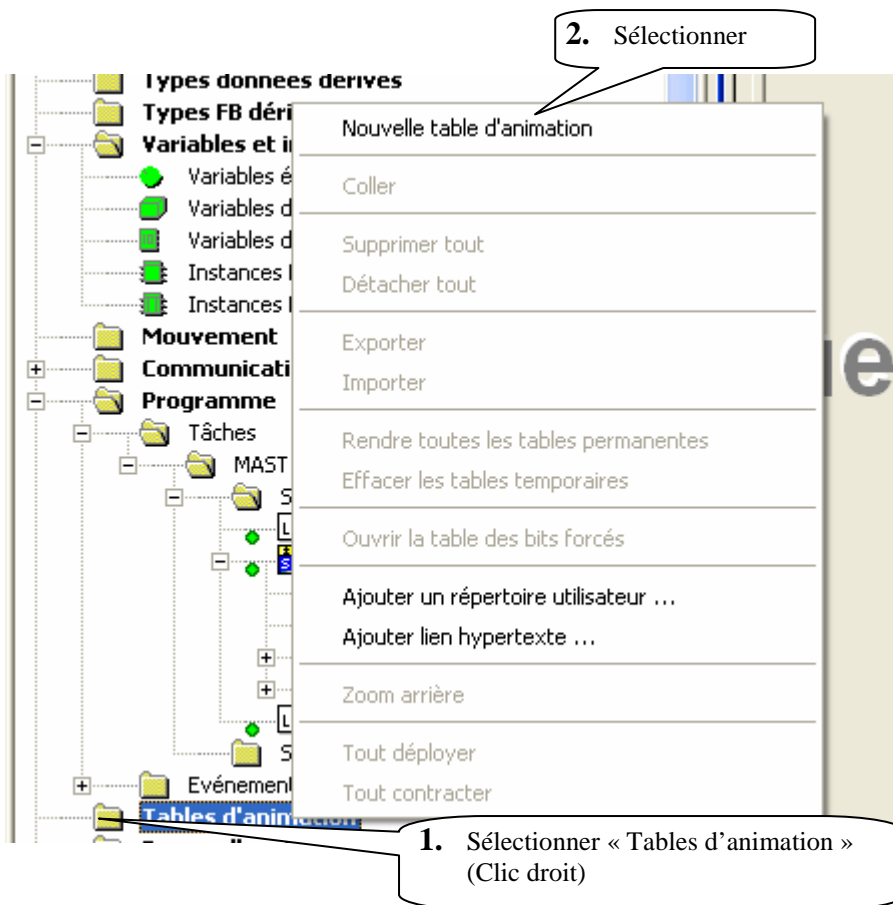 2. Sélectionner
Types données dérivés
Types FB déri
Variables et i
Variables é
Variables d
Variables d
Instances
Instances
Mouvement
Communicati
Programme
Tâches
MAST
S
L
S
L
S
Evénement
Tables d'animation
Nouvelle table d'animation
Coller
Supprimer tout
Détacher tout
Exporter
Importer
Rendre toutes les tables permanentes
Effacer les tables temporaires
Ouvrir la table des bits forcés
Ajouter un répertoire utilisateur ...
Ajouter lien hypertexte ...
Zoom arrière
Tout déployer
Tout contracter
ue
1. Sélectionner « Tables d'animation »
(Clic droit)